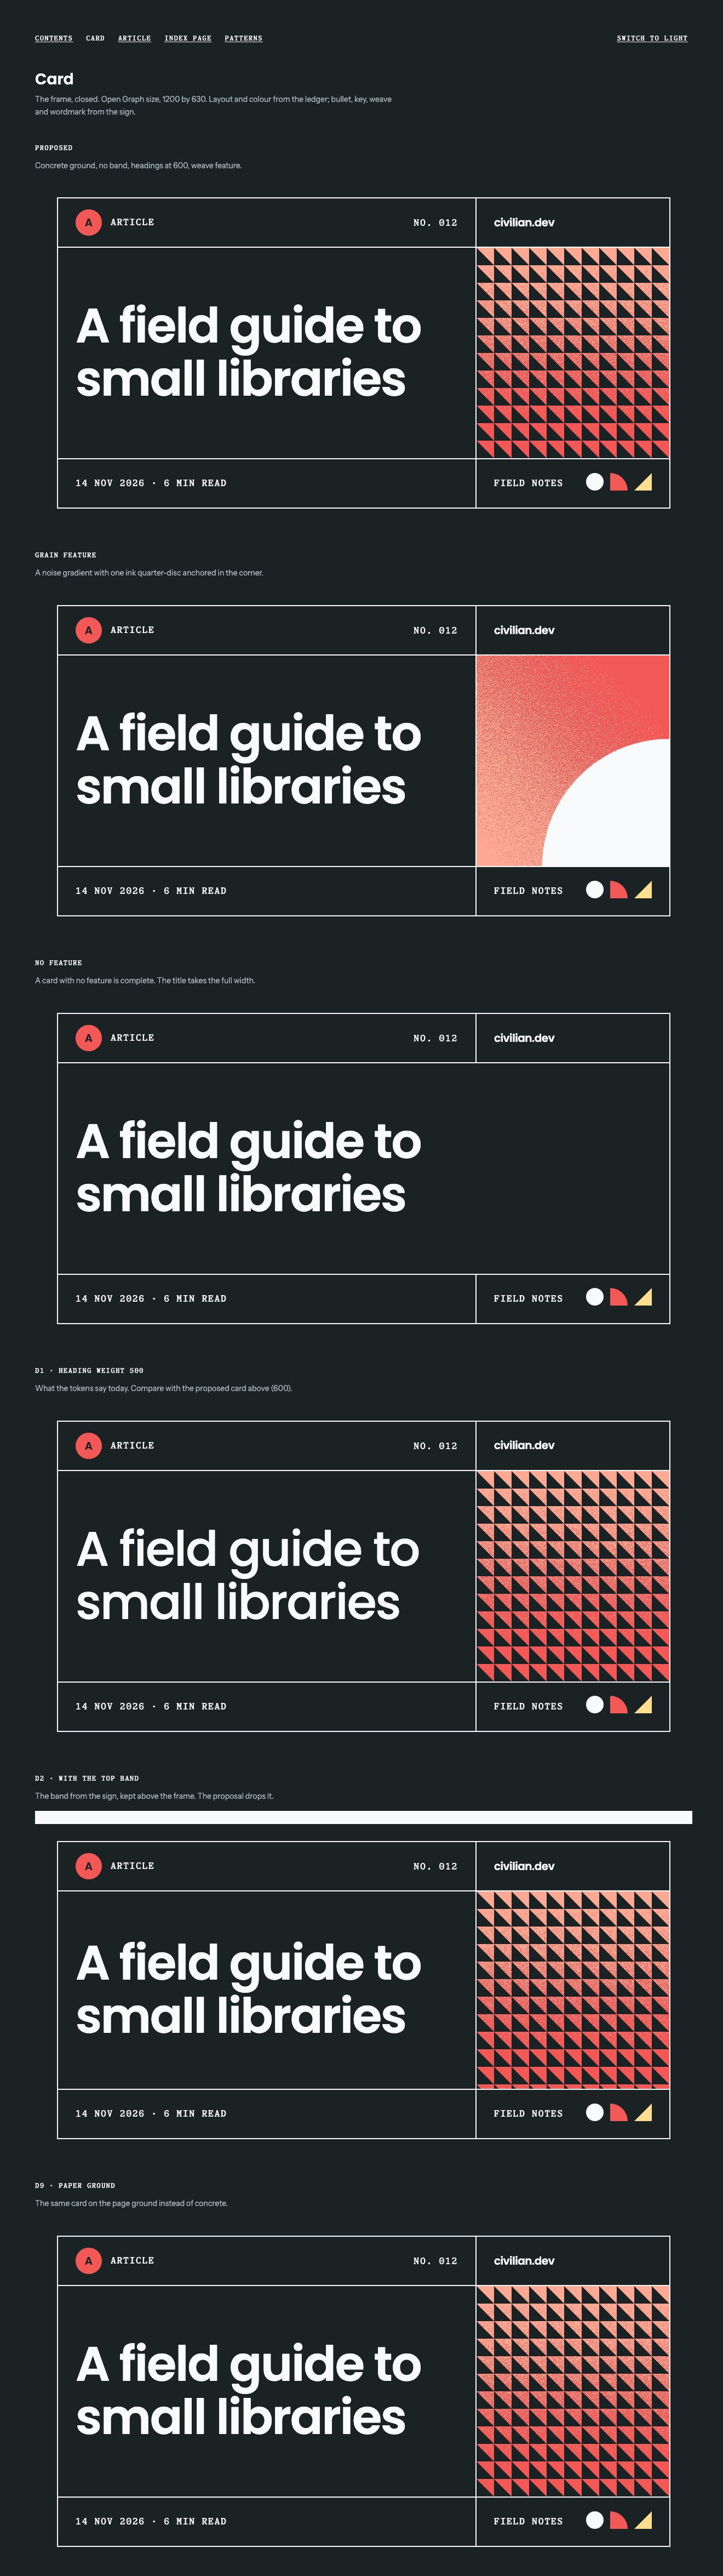 CONTENTS CARD ARTICLE INDEX PAGE PATTERNS SWITCH TO LIGHT
Card
The frame, closed. Open Graph size, 1200 by 630. Layout and colour from the ledger; bullet, key, weave
and wordmark from the sign.
PROPOSED
Concrete ground, no band, headings at 600, weave feature.
A ARTICLE NO. 012 civilian.dev
A field guide to
small libraries
14 NOV 2026 · 6 MIN READ FIELD NOTES
GRAIN FEATURE
A noise gradient with one ink quarter-disc anchored in the corner.
A ARTICLE NO. 012 civilian.dev
A field guide to
small libraries
14 NOV 2026 · 6 MIN READ FIELD NOTES
NO FEATURE
A card with no feature is complete. The title takes the full width.
A ARTICLE NO. 012 civilian.dev
A field guide to
small libraries
14 NOV 2026 · 6 MIN READ FIELD NOTES
D1 · HEADING WEIGHT 500
What the tokens say today. Compare with the proposed card above (600).
A ARTICLE NO. 012 civilian.dev
A field guide to
small libraries
14 NOV 2026 · 6 MIN READ FIELD NOTES
D2 · WITH THE TOP BAND
The band from the sign, kept above the frame. The proposal drops it.
A ARTICLE NO. 012 civilian.dev
A field guide to
small libraries
14 NOV 2026 · 6 MIN READ FIELD NOTES
D9 · PAPER GROUND
The same card on the page ground instead of concrete.
A ARTICLE NO. 012 civilian.dev
A field guide to
small libraries
14 NOV 2026 · 6 MIN READ FIELD NOTES